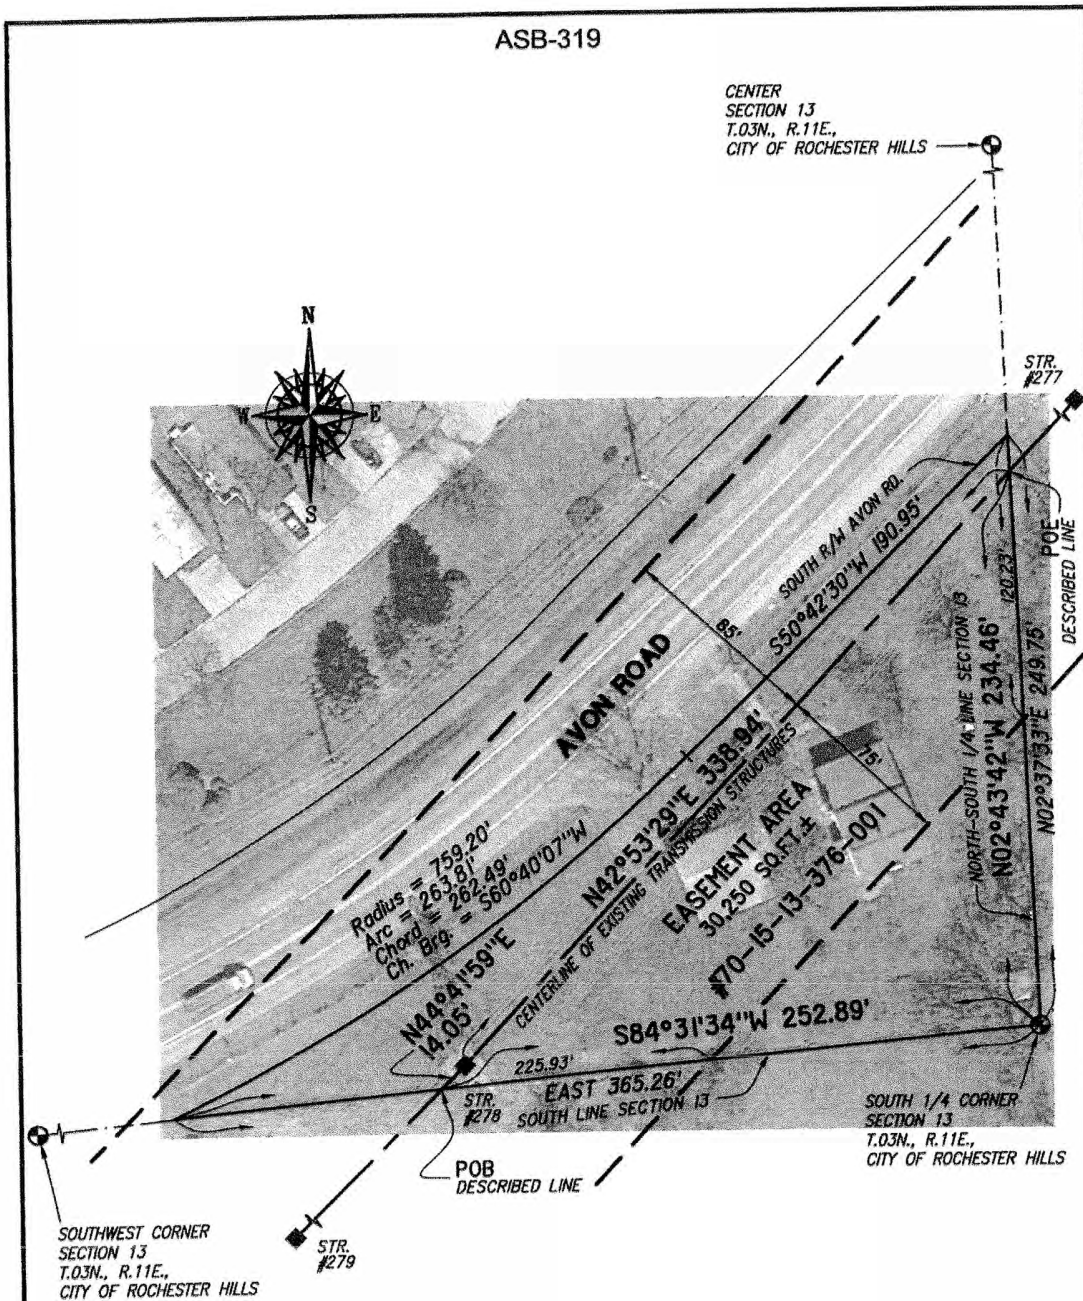 ASB-319
CENTER
SECTION 13
T.03N., R.11E.,
CITY OF ROCHESTER HILLS
N
W
E
S
STR.
#277
SOUTH R/W AVON RD.
S50°42'30"W 190.95'
POE
DESCRIBED LINE
120.23'
NORTH-SOUTH 1/4 LINE SECTION 13
N02°43'42"W 234.46'
N02°37'33"E 249.75'
85'
75'
AVON ROAD
N42°53'29"E 338.94'
CENTERLINE OF EXISTING TRANSMISSION STRUCTURES
EASEMENT AREA
30,250 SQ.FT.±
#70-15-13-376-001
Radius = 759.20'
Arc = 263.81'
Chord = 262.49'
Ch. Brg. = S60°40'07"W
N44°41'59"E
14.05'
S84°31'34"W 252.89'
225.93'
EAST 365.26'
SOUTH LINE SECTION 13
STR.
#278
POB
DESCRIBED LINE
SOUTH 1/4 CORNER
SECTION 13
T.03N., R.11E.,
CITY OF ROCHESTER HILLS
STR.
#279
SOUTHWEST CORNER
SECTION 13
T.03N., R.11E.,
CITY OF ROCHESTER HILLS